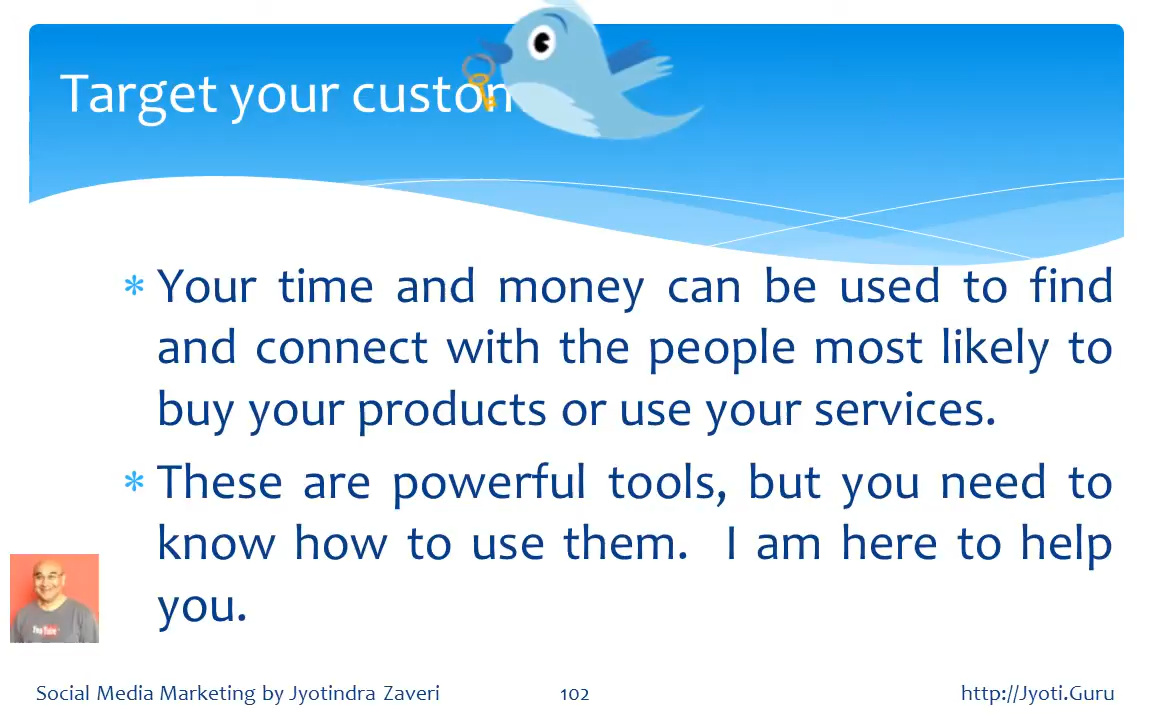 Target your custom
Your time and money can be used to find
and connect with the people most likely to
buy your products or use your services.
These are powerful tools, but you need to
know how to use them. I am here to help
you.
YouTube
Social Media Marketing by Jyotindra Zaveri
102
http://Jyoti.Guru